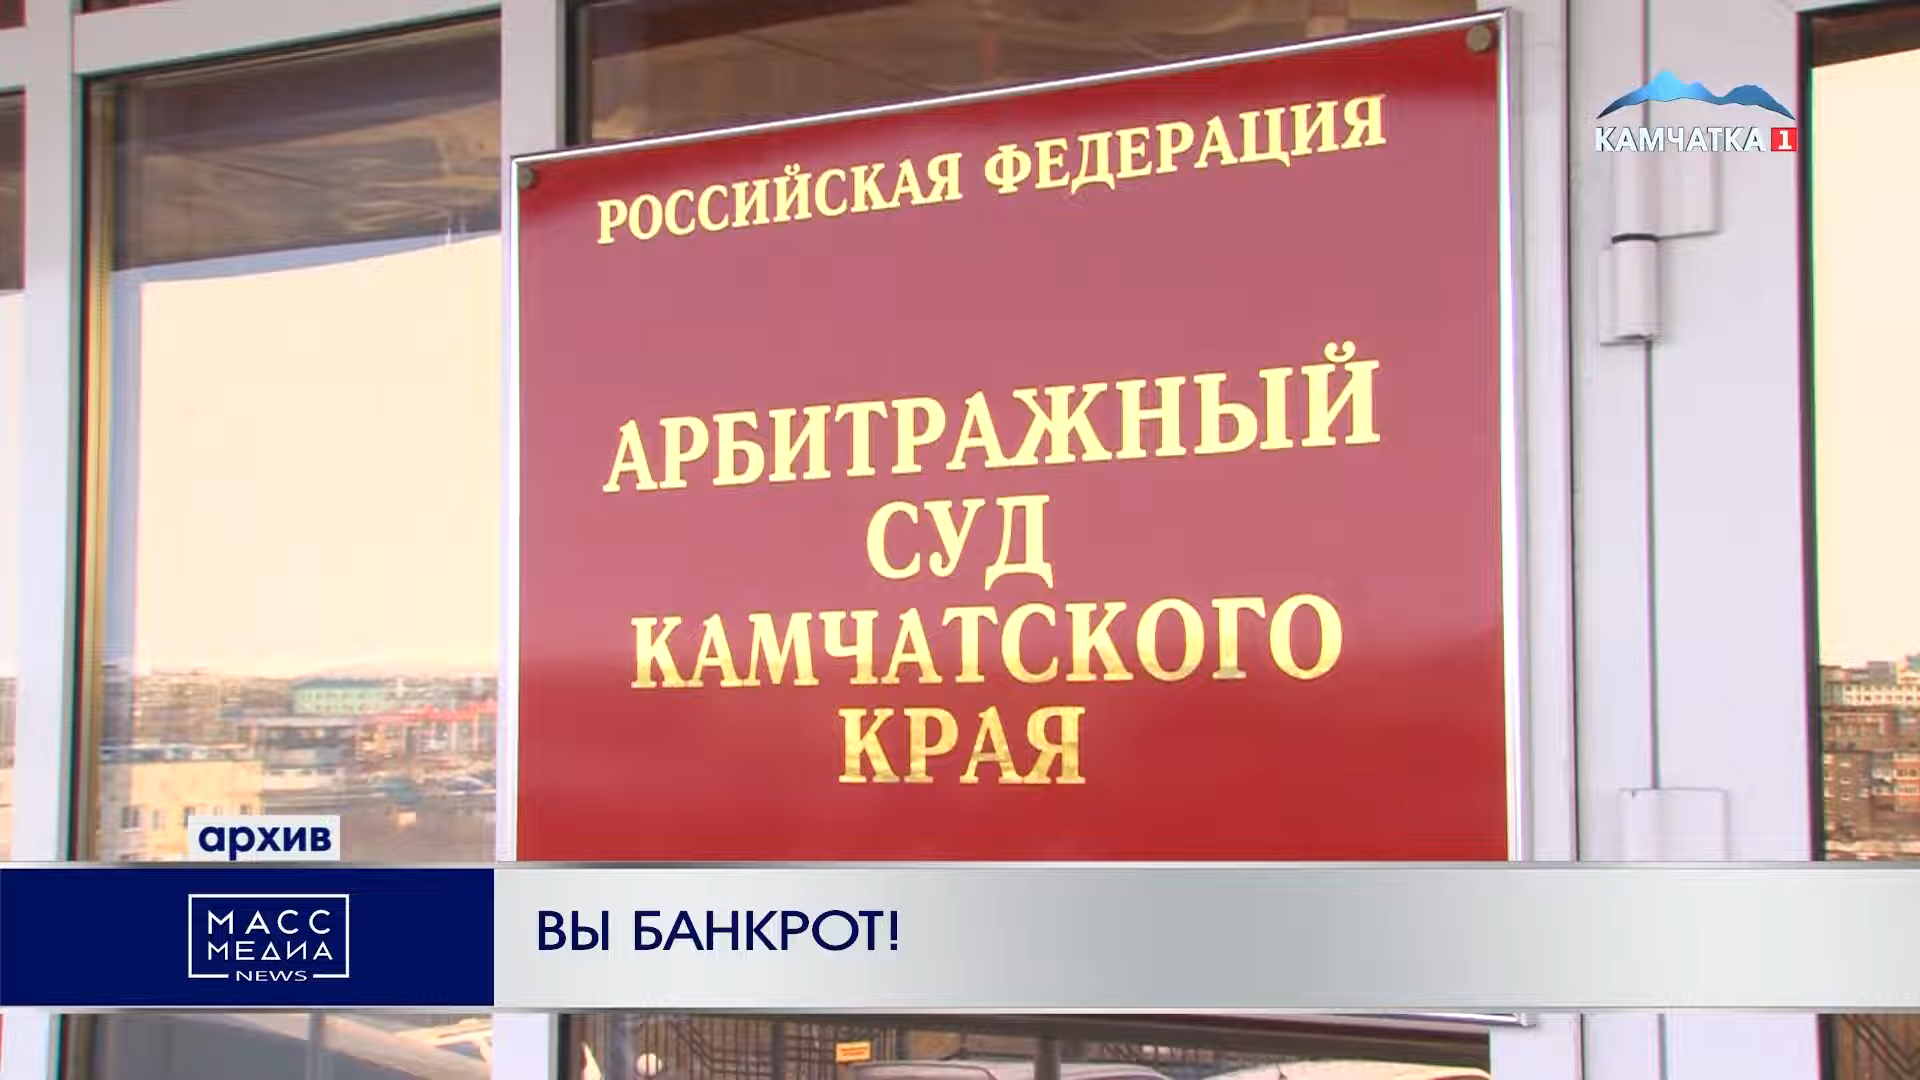 КАМЧАТКА 1
РОССИЙСКАЯ ФЕДЕРАЦИЯ
АРБИТРАЖНЫЙ
СУД
КАМЧАТСКОГО
КРАЯ
архив
МАСС
МЕДИА
NEWS
ВЫ БАНКРОТ!